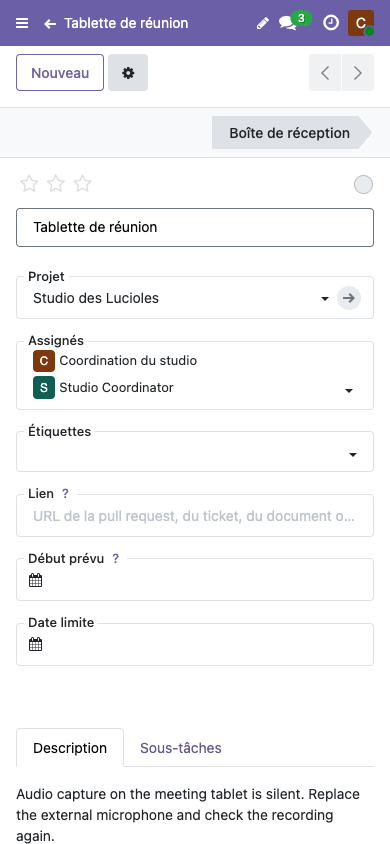 Tablette de réunion
3
C
Nouveau
Boîte de réception
Tablette de réunion
Projet
Studio des Lucioles
Assignés
C Coordination du studio
S Studio Coordinator
Étiquettes
Lien ?
URL de la pull request, du ticket, du document o...
Début prévu ?
Date limite
Description Sous-tâches
Audio capture on the meeting tablet is silent. Replace
the external microphone and check the recording
again.